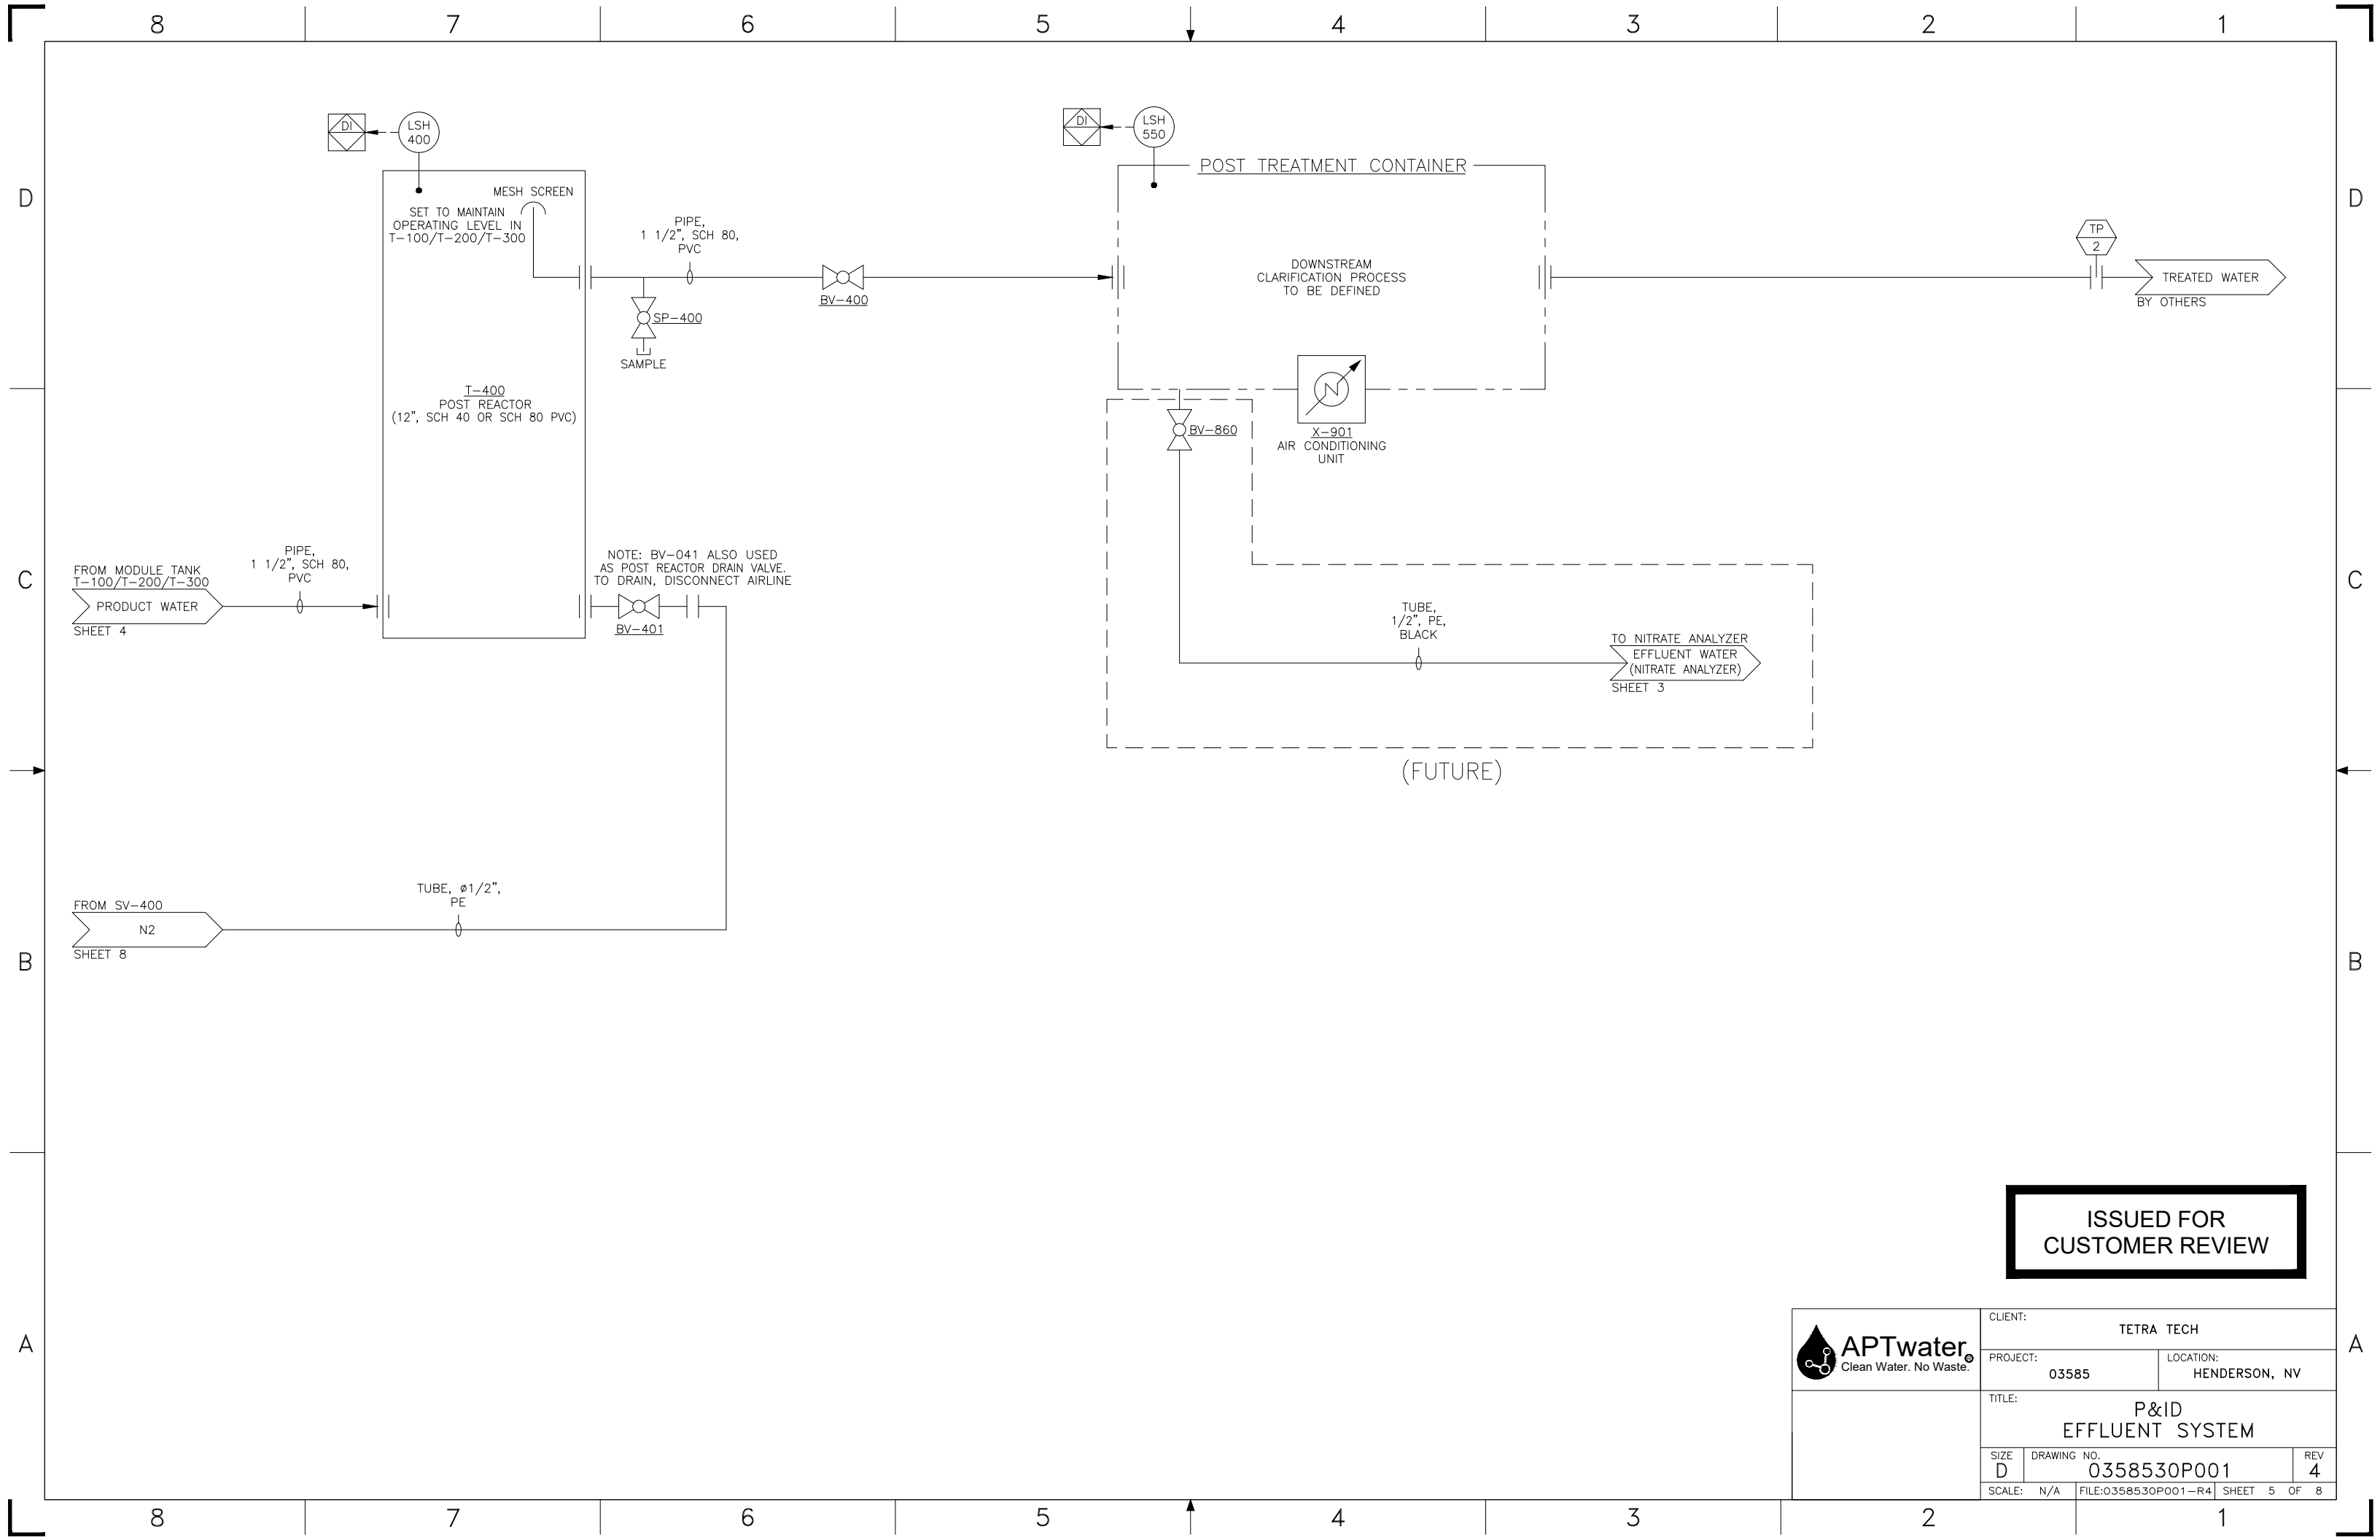 8 7 6 5 4 3 2 1
D
D
DI
LSH
400
MESH SCREEN
SET TO MAINTAIN
OPERATING LEVEL IN
T-100/T-200/T-300
PIPE,
1 1/2", SCH 80,
PVC
BV-400
SP-400
SAMPLE
DI
LSH
550
POST TREATMENT CONTAINER
DOWNSTREAM
CLARIFICATION PROCESS
TO BE DEFINED
TP
2
TREATED WATER
BY OTHERS
T-400
POST REACTOR
(12", SCH 40 OR SCH 80 PVC)
BV-860
X-901
AIR CONDITIONING
UNIT
C
C
FROM MODULE TANK
T-100/T-200/T-300
PRODUCT WATER
SHEET 4
PIPE,
1 1/2", SCH 80,
PVC
NOTE: BV-041 ALSO USED
AS POST REACTOR DRAIN VALVE.
TO DRAIN, DISCONNECT AIRLINE
BV-401
TUBE,
1/2", PE,
BLACK
TO NITRATE ANALYZER
EFFLUENT WATER
(NITRATE ANALYZER)
SHEET 3
(FUTURE)
FROM SV-400
N2
SHEET 8
TUBE, ø1/2",
PE
B
B
ISSUED FOR
CUSTOMER REVIEW
A
A
APTwater®
Clean Water. No Waste.
CLIENT:
TETRA TECH
PROJECT:
03585
LOCATION:
HENDERSON, NV
TITLE:
P&ID
EFFLUENT SYSTEM
SIZE
D
DRAWING NO.
0358530P001
REV
4
SCALE: N/A
FILE:0358530P001-R4
SHEET 5 OF 8
8 7 6 5 4 3 2 1